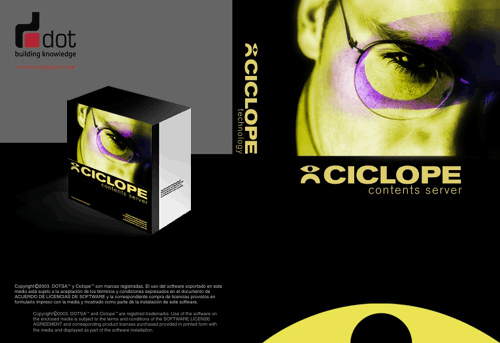 dot
building knowledge
CICLOPE
technology
CICLOPE
contents server
CICLOPE
contents server
Copyright©2003. DOTSA™ y Ciclope™ son marcas registradas. El uso del software soportado en este
media está sujeto a la aceptación de los términos y condiciones expresados en el documento de
ACUERDO DE LICENCIAS DE SOFTWARE y la correspondiente compra de licencias provistos en
formulario impreso con la media y mostrado como parte de la instalación de este software.
Copyright©2003. DOTSA™ and Ciclope™ are registred trademarks. Use of the software on
the enclosed media is subject to the terms and conditions of the SOFTWARE LICENSE
AGREEMENT and corresponding product licenses purchased provided in printed form with
the media and displayed as part of the software installation.